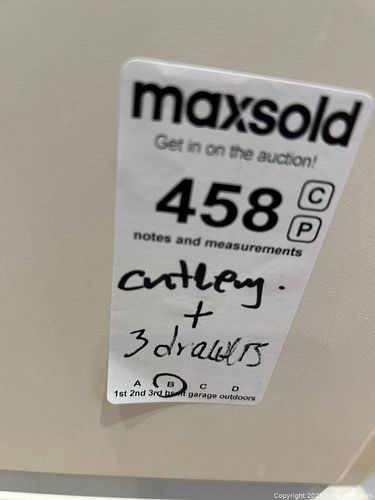 maxsold
Get in on the auction!
458 C
P
notes and measurements
cutlery.
+
3 drawers
A B C D
1st 2nd 3rd bsmt garage outdoors